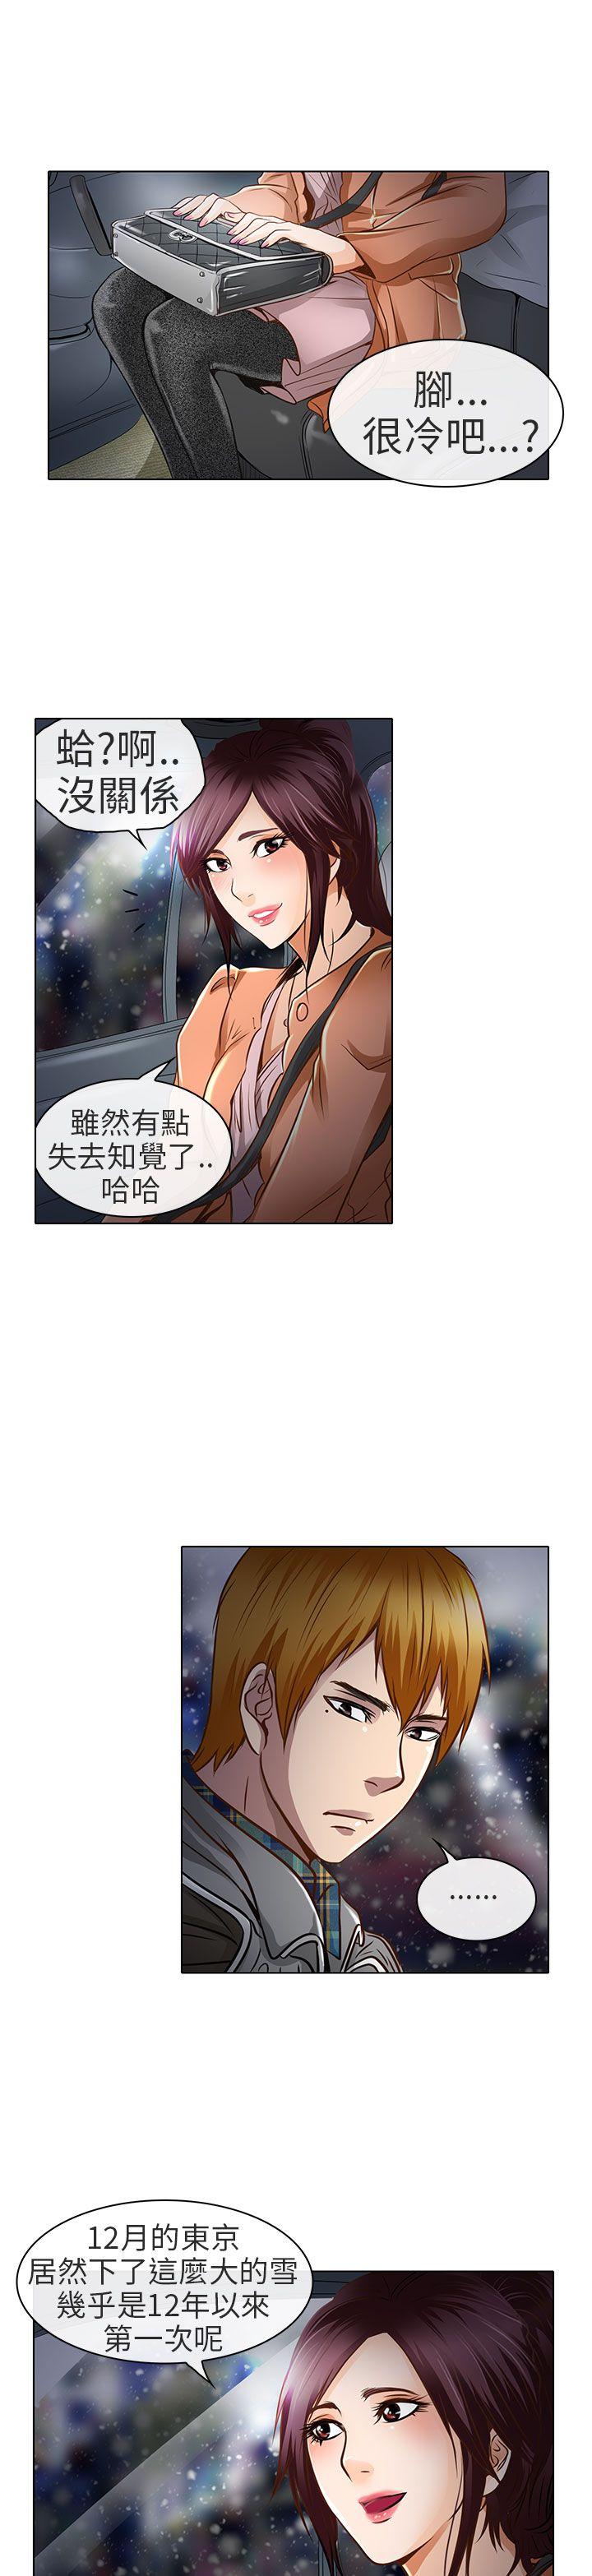 腳...
很冷吧...?
蛤?啊..
沒關係
雖然有點
失去知覺了..
哈哈
......
12月的東京
居然下了這麼大的雪
幾乎是12年以來
第一次呢